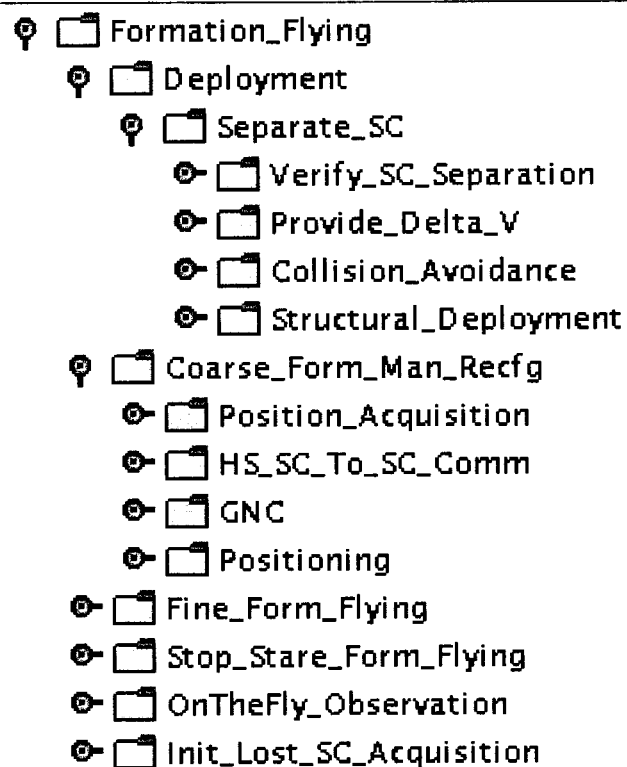 Formation_Flying
Deployment
Separate_SC
Verify_SC_Separation
Provide_Delta_V
Collision_Avoidance
Structural_Deployment
Coarse_Form_Man_Recfg
Position_Acquisition
HS_SC_To_SC_Comm
GNC
Positioning
Fine_Form_Flying
Stop_Stare_Form_Flying
OnTheFly_Observation
Init_Lost_SC_Acquisition